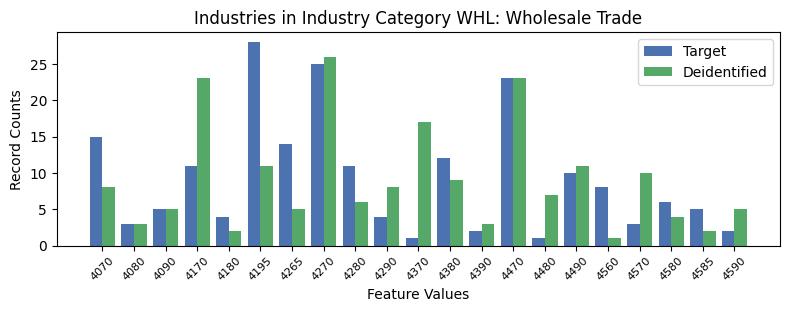 Industries in Industry Category WHL: Wholesale Trade
Target
Deidentified
Record Counts
25
20
15
10
5
0
4070 4080 4090 4170 4180 4195 4265 4270 4280 4290 4370 4380 4390 4470 4480 4490 4560 4570 4580 4585 4590
Feature Values